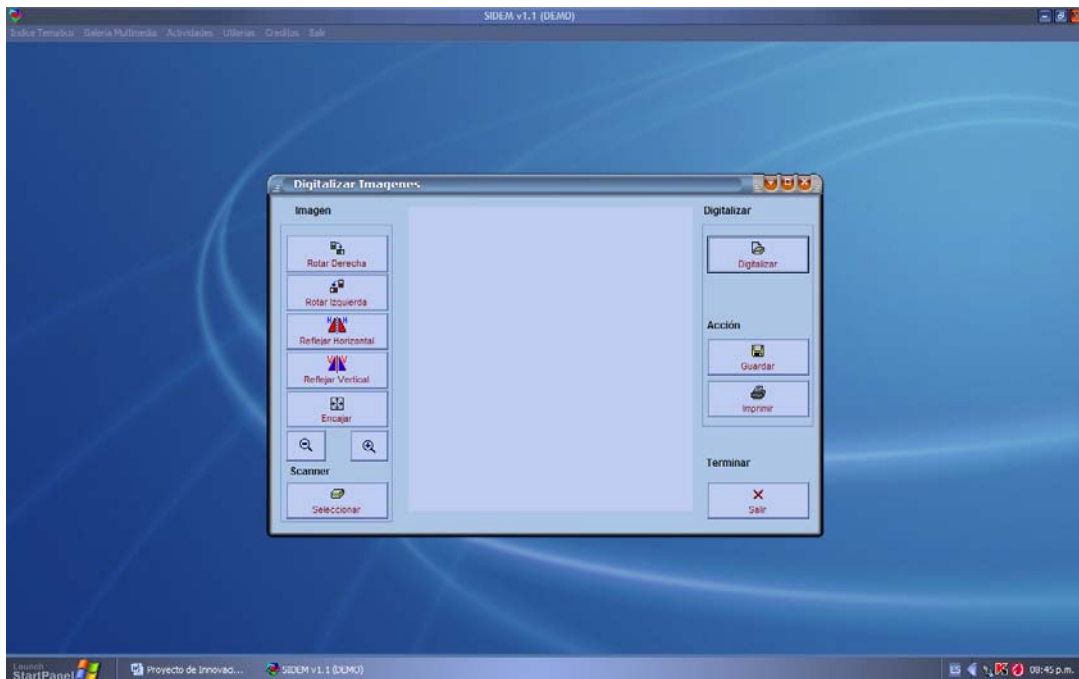 SIDEM v1.1 (DEMO)
Indice Tematico Galeria Multimedia Actividades Utilerias Creditos Salir
Digitalizar Imagenes
Imagen
Digitalizar
Rotar Derecha
Digitalizar
Rotar Izquierda
Reflejar Horizontal
Acción
Guardar
Reflejar Vertical
Imprimir
Encajar
Scanner
Terminar
Seleccionar
Salir
Launch
StartPanel
Proyecto de Innovaci...
SIDEM v1.1 (DEMO)
ES
08:45 p.m.